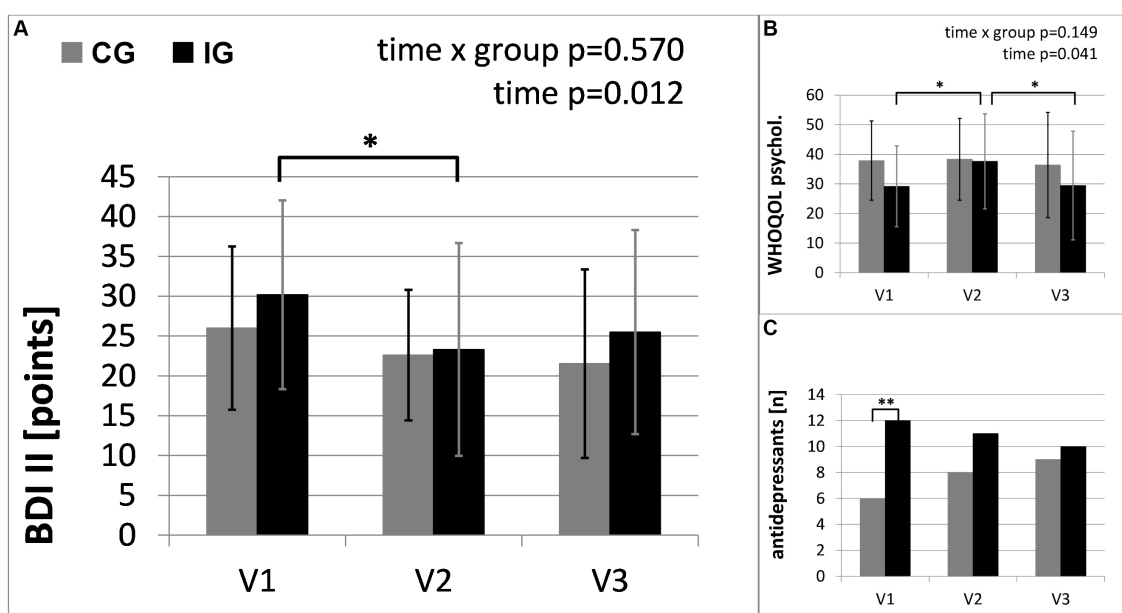 A
CG IG
time x group p=0.570
time p=0.012
*
BDI II [points]
45
40
35
30
25
20
15
10
5
0
V1 V2 V3
B
time x group p=0.149
time p=0.041
* *
WHOQOL psychol.
60
50
40
30
20
10
0
V1 V2 V3
C
**
antidepressants [n]
14
12
10
8
6
4
2
0
V1 V2 V3